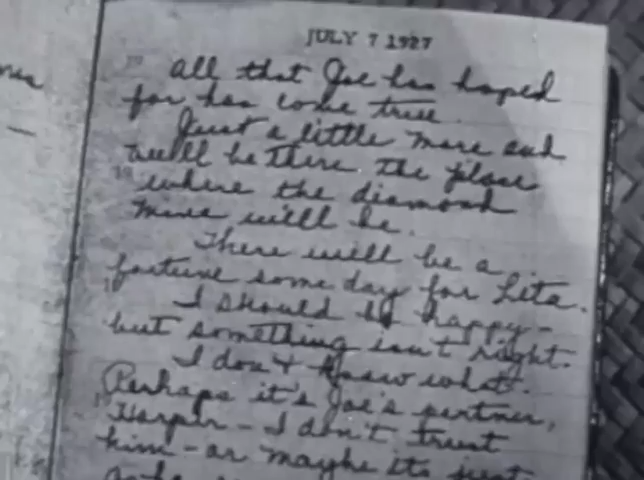 JULY 7 1927
All that Joe has hoped
for has come true.
Just a little more and
we'll be there the place
where the diamond
mine will be.
There will be a
fortune some day for Lita.
I should be happy-
but something isn't right.
I don't know what.
Perhaps it's Joe's partner,
Harper - I don't trust
him - or maybe its just